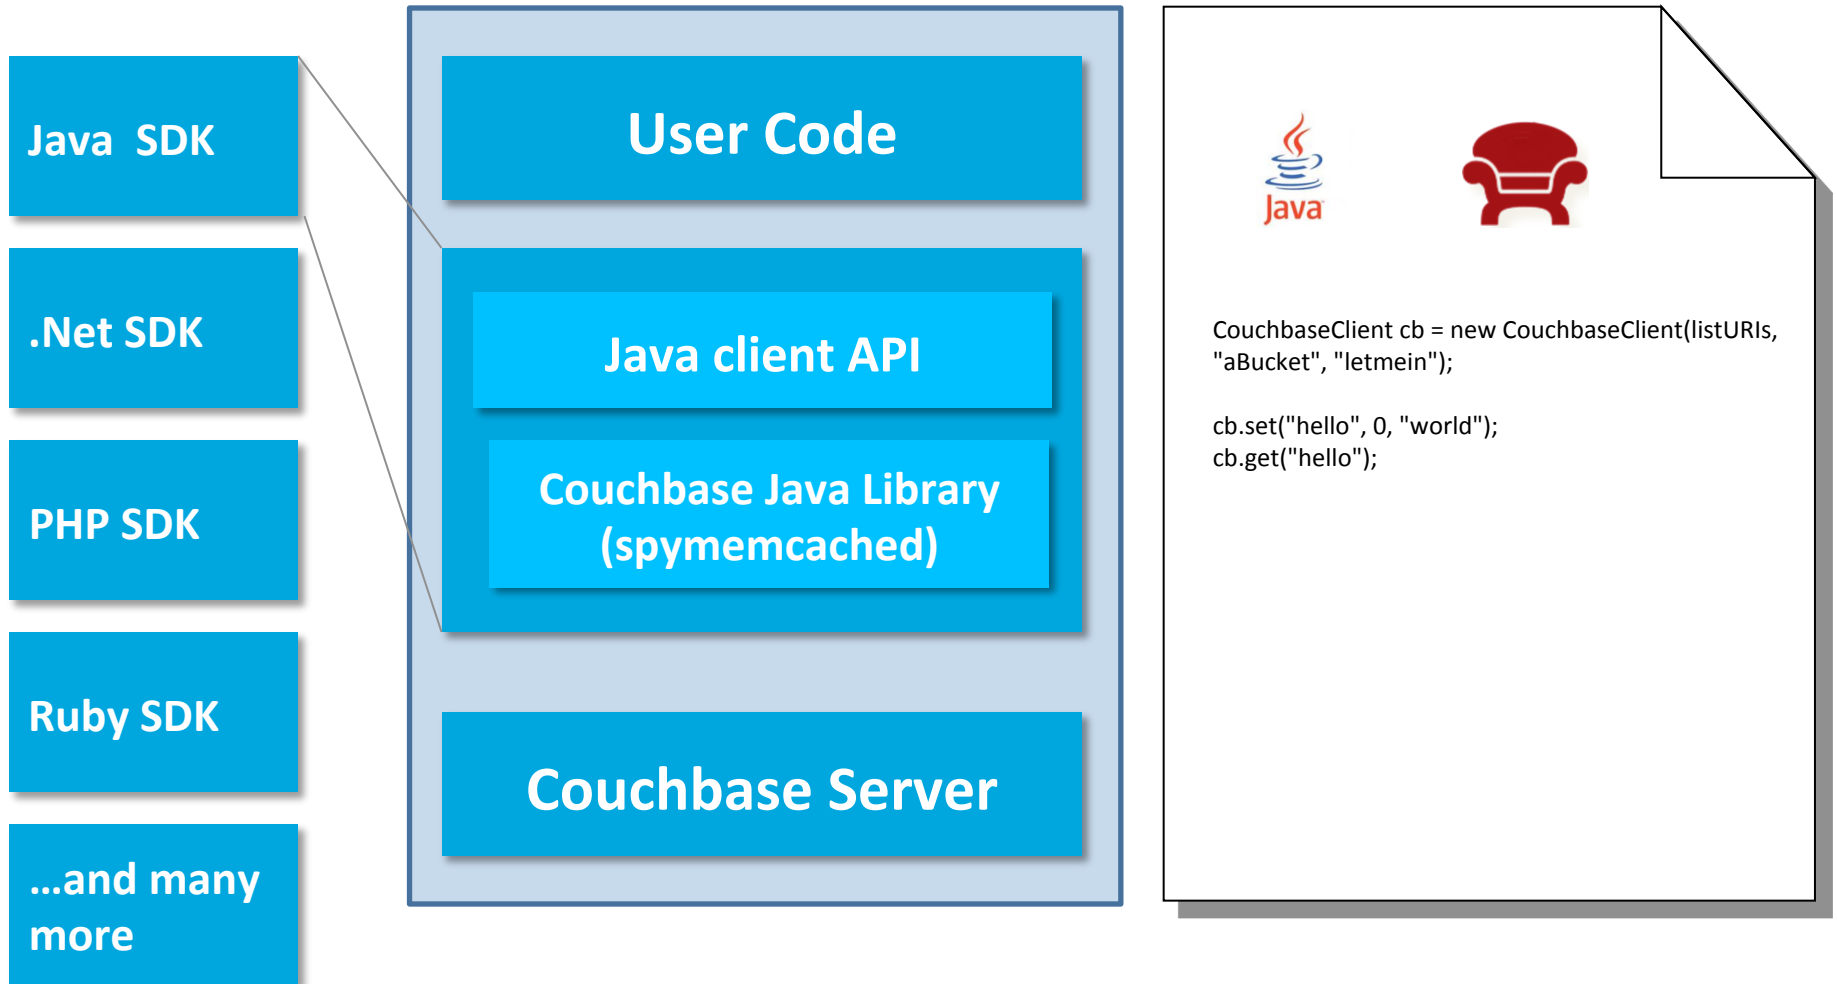 Java  SDK
.Net SDK
PHP SDK
Ruby SDK
...and many
more
User Code
Java client API
Couchbase Java Library
(spymemcached)
Couchbase Server
Java
CouchbaseClient cb = new CouchbaseClient(listURIs,
"aBucket", "letmein");
cb.set("hello", 0, "world");
cb.get("hello");